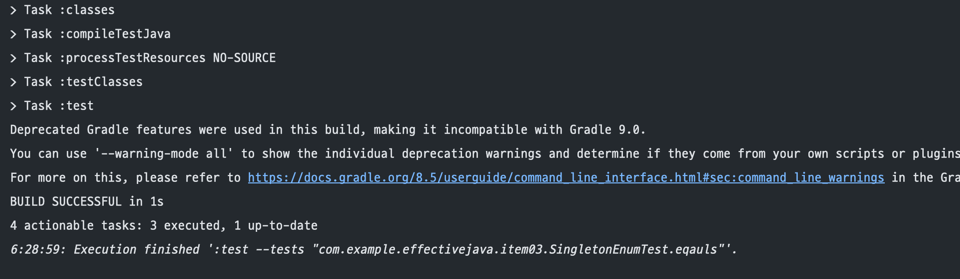 > Task :classes
> Task :compileTestJava
> Task :processTestResources NO-SOURCE
> Task :testClasses
> Task :test
Deprecated Gradle features were used in this build, making it incompatible with Gradle 9.0.
You can use '--warning-mode all' to show the individual deprecation warnings and determine if they come from your own scripts or plugins
For more on this, please refer to https://docs.gradle.org/8.5/userguide/command_line_interface.html#sec:command_line_warnings in the Gra
BUILD SUCCESSFUL in 1s
4 actionable tasks: 3 executed, 1 up-to-date
6:28:59: Execution finished ':test --tests "com.example.effectivejava.item03.SingletonEnumTest.eqauls"'.